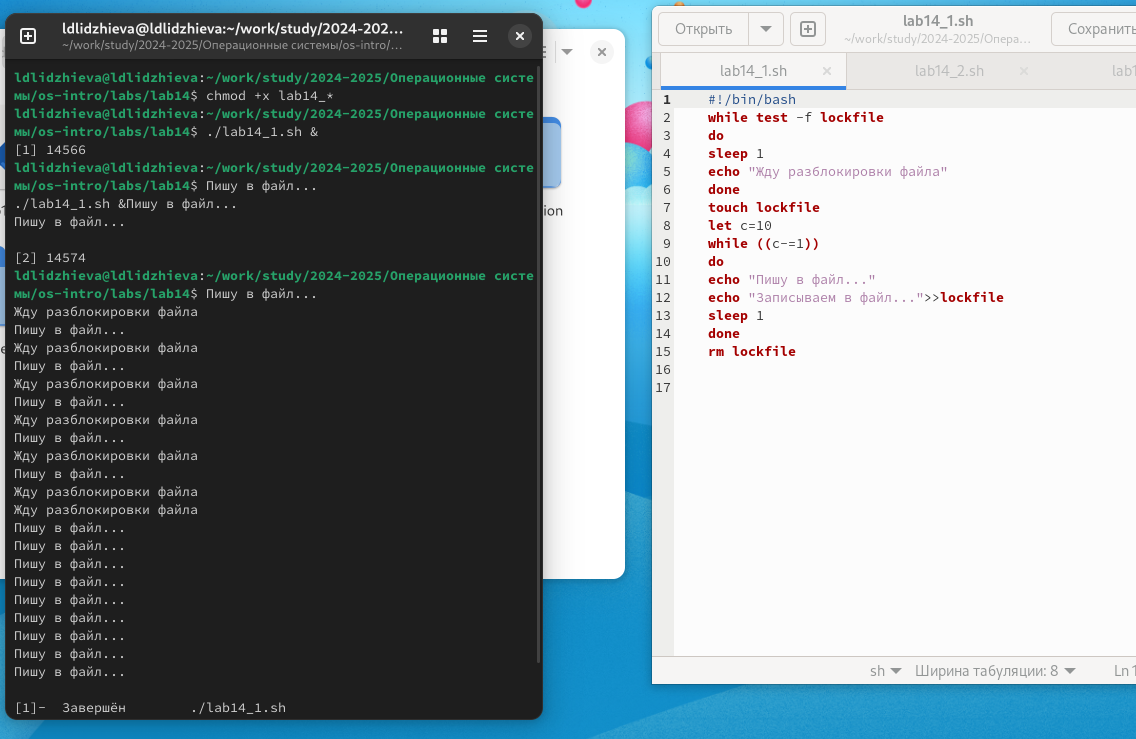 ldlidzhieva@ldlidzhieva:~/work/study/2024-202...
~/work/study/2024-2025/Операционные системы/os-intro/...
ldlidzhieva@ldlidzhieva:~/work/study/2024-2025/Операционные систе
мы/os-intro/labs/lab14$ chmod +x lab14_*
ldlidzhieva@ldlidzhieva:~/work/study/2024-2025/Операционные систе
мы/os-intro/labs/lab14$ ./lab14_1.sh &
[1] 14566
ldlidzhieva@ldlidzhieva:~/work/study/2024-2025/Операционные систе
мы/os-intro/labs/lab14$ Пишу в файл...
./lab14_1.sh &Пишу в файл...
Пишу в файл...
[2] 14574
ldlidzhieva@ldlidzhieva:~/work/study/2024-2025/Операционные систе
мы/os-intro/labs/lab14$ Пишу в файл...
Жду разблокировки файла
Пишу в файл...
Жду разблокировки файла
Пишу в файл...
Жду разблокировки файла
Пишу в файл...
Жду разблокировки файла
Пишу в файл...
Жду разблокировки файла
Пишу в файл...
Жду разблокировки файла
Жду разблокировки файла
Пишу в файл...
Пишу в файл...
Пишу в файл...
Пишу в файл...
Пишу в файл...
Пишу в файл...
Пишу в файл...
Пишу в файл...
Пишу в файл...
[1]-  Завершён        ./lab14_1.sh
ion
Открыть
lab14_1.sh
~/work/study/2024-2025/Опера...
Сохранить
lab14_1.sh
lab14_2.sh
lab1
1 #!/bin/bash
2 while test -f lockfile
3 do
4 sleep 1
5 echo "Жду разблокировки файла"
6 done
7 touch lockfile
8 let c=10
9 while ((c-=1))
10 do
11 echo "Пишу в файл..."
12 echo "Записываем в файл...">>lockfile
13 sleep 1
14 done
15 rm lockfile
16
17
sh
Ширина табуляции: 8
Ln 1